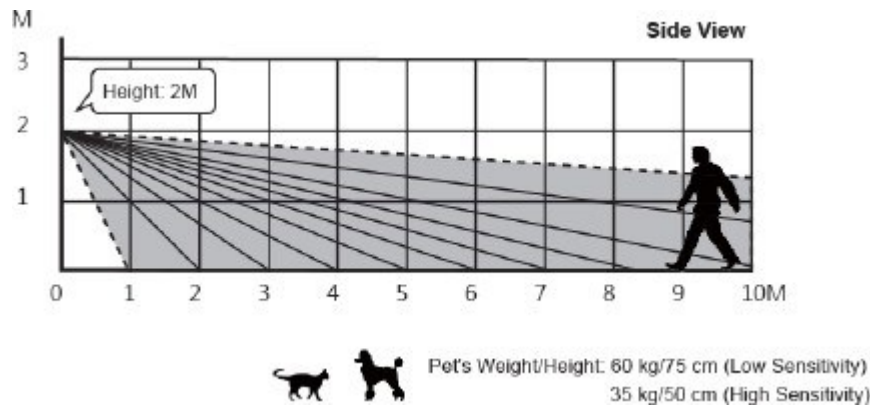 M
Side View
3
Height: 2M
2
1
0 1 2 3 4 5 6 7 8 9 10M
Pet's Weight/Height: 60 kg/75 cm (Low Sensitivity)
35 kg/50 cm (High Sensitivity)